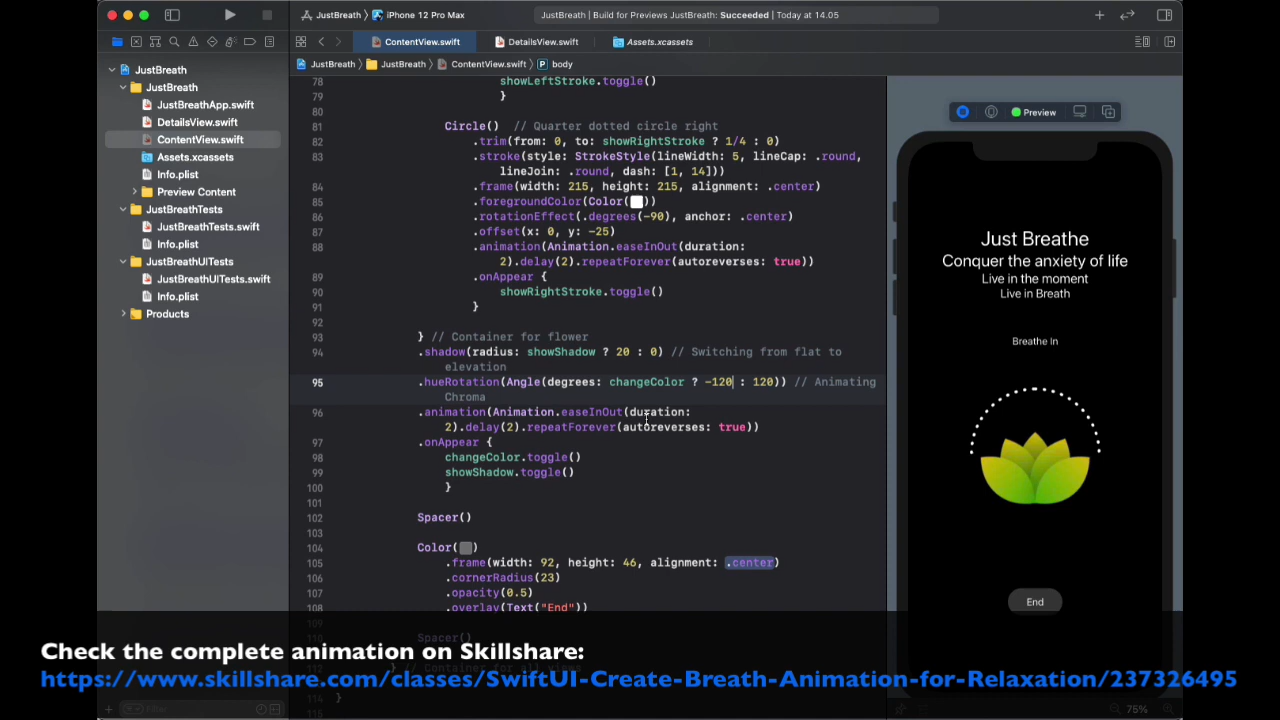 JustBreath
iPhone 12 Pro Max
JustBreath | Build for Previews JustBreath: Succeeded | Today at 14.05
ContentView.swift
DetailsView.swift
Assets.xcassets
JustBreath
JustBreath
ContentView.swift
P body
JustBreath
JustBreath
JustBreathApp.swift
DetailsView.swift
ContentView.swift
Assets.xcassets
Info.plist
Preview Content
JustBreathTests
JustBreathTests.swift
Info.plist
JustBreathUITests
JustBreathUITests.swift
Info.plist
Products
Filter
78 showLeftStroke.toggle()
79 }
80
81 Circle() // Quarter dotted circle right
82 .trim(from: 0, to: showRightStroke ? 1/4 : 0)
83 .stroke(style: StrokeStyle(lineWidth: 5, lineCap: .round,
lineJoin: .round, dash: [1, 14]))
84 .frame(width: 215, height: 215, alignment: .center)
85 .foregroundColor(Color( ))
86 .rotationEffect(.degrees(-90), anchor: .center)
87 .offset(x: 0, y: -25)
88 .animation(Animation.easeInOut(duration:
2).delay(2).repeatForever(autoreverses: true))
89 .onAppear {
90 showRightStroke.toggle()
91 }
92
93 } // Container for flower
94 .shadow(radius: showShadow ? 20 : 0) // Switching from flat to
elevation
95 .hueRotation(Angle(degrees: changeColor ? -120 : 120)) // Animating
Chroma
96 .animation(Animation.easeInOut(duration:
2).delay(2).repeatForever(autoreverses: true))
97 .onAppear {
98 changeColor.toggle()
99 showShadow.toggle()
100 }
101
102 Spacer()
103
104 Color( )
105 .frame(width: 92, height: 46, alignment: .center)
106 .cornerRadius(23)
107 .opacity(0.5)
108 .overlay(Text("End"))
Spacer()
112 } // Container for all views
114 }
Preview
Just Breathe
Conquer the anxiety of life
Live in the moment
Live in Breath
Breathe In
End
75%
Check the complete animation on Skillshare:
https://www.skillshare.com/classes/SwiftUI-Create-Breath-Animation-for-Relaxation/237326495